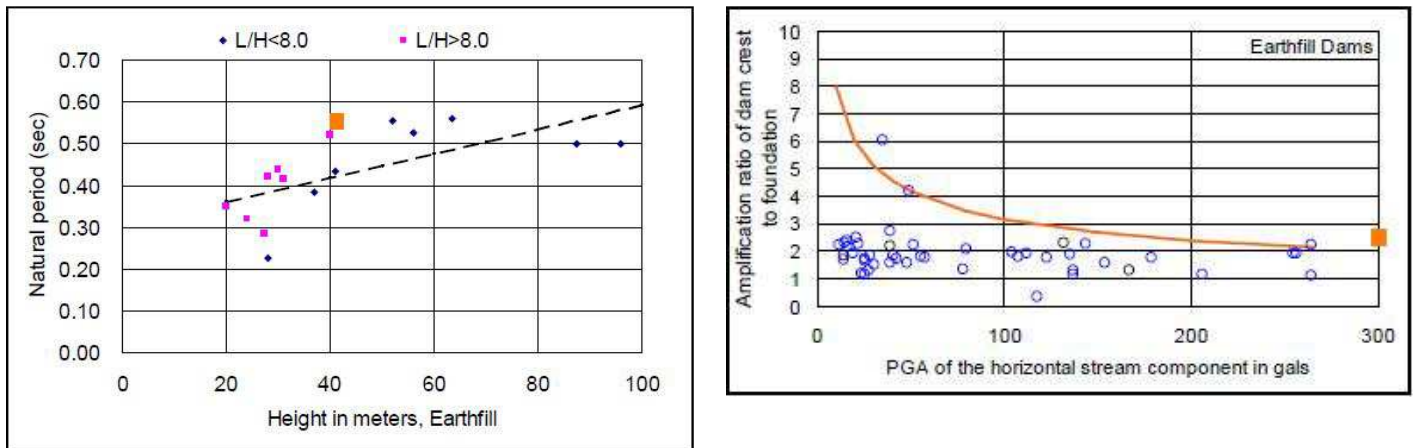 L/H<8.0 L/H>8.0
0.70
0.60
0.50
0.40
0.30
0.20
0.10
0.00
Natural period (sec)
0 20 40 60 80 100
Height in meters, Earthfill
Earthfill Dams
10
9
8
7
6
5
4
3
2
1
0
Amplification ratio of dam crest
to foundation
0 100 200 300
PGA of the horizontal stream component in gals